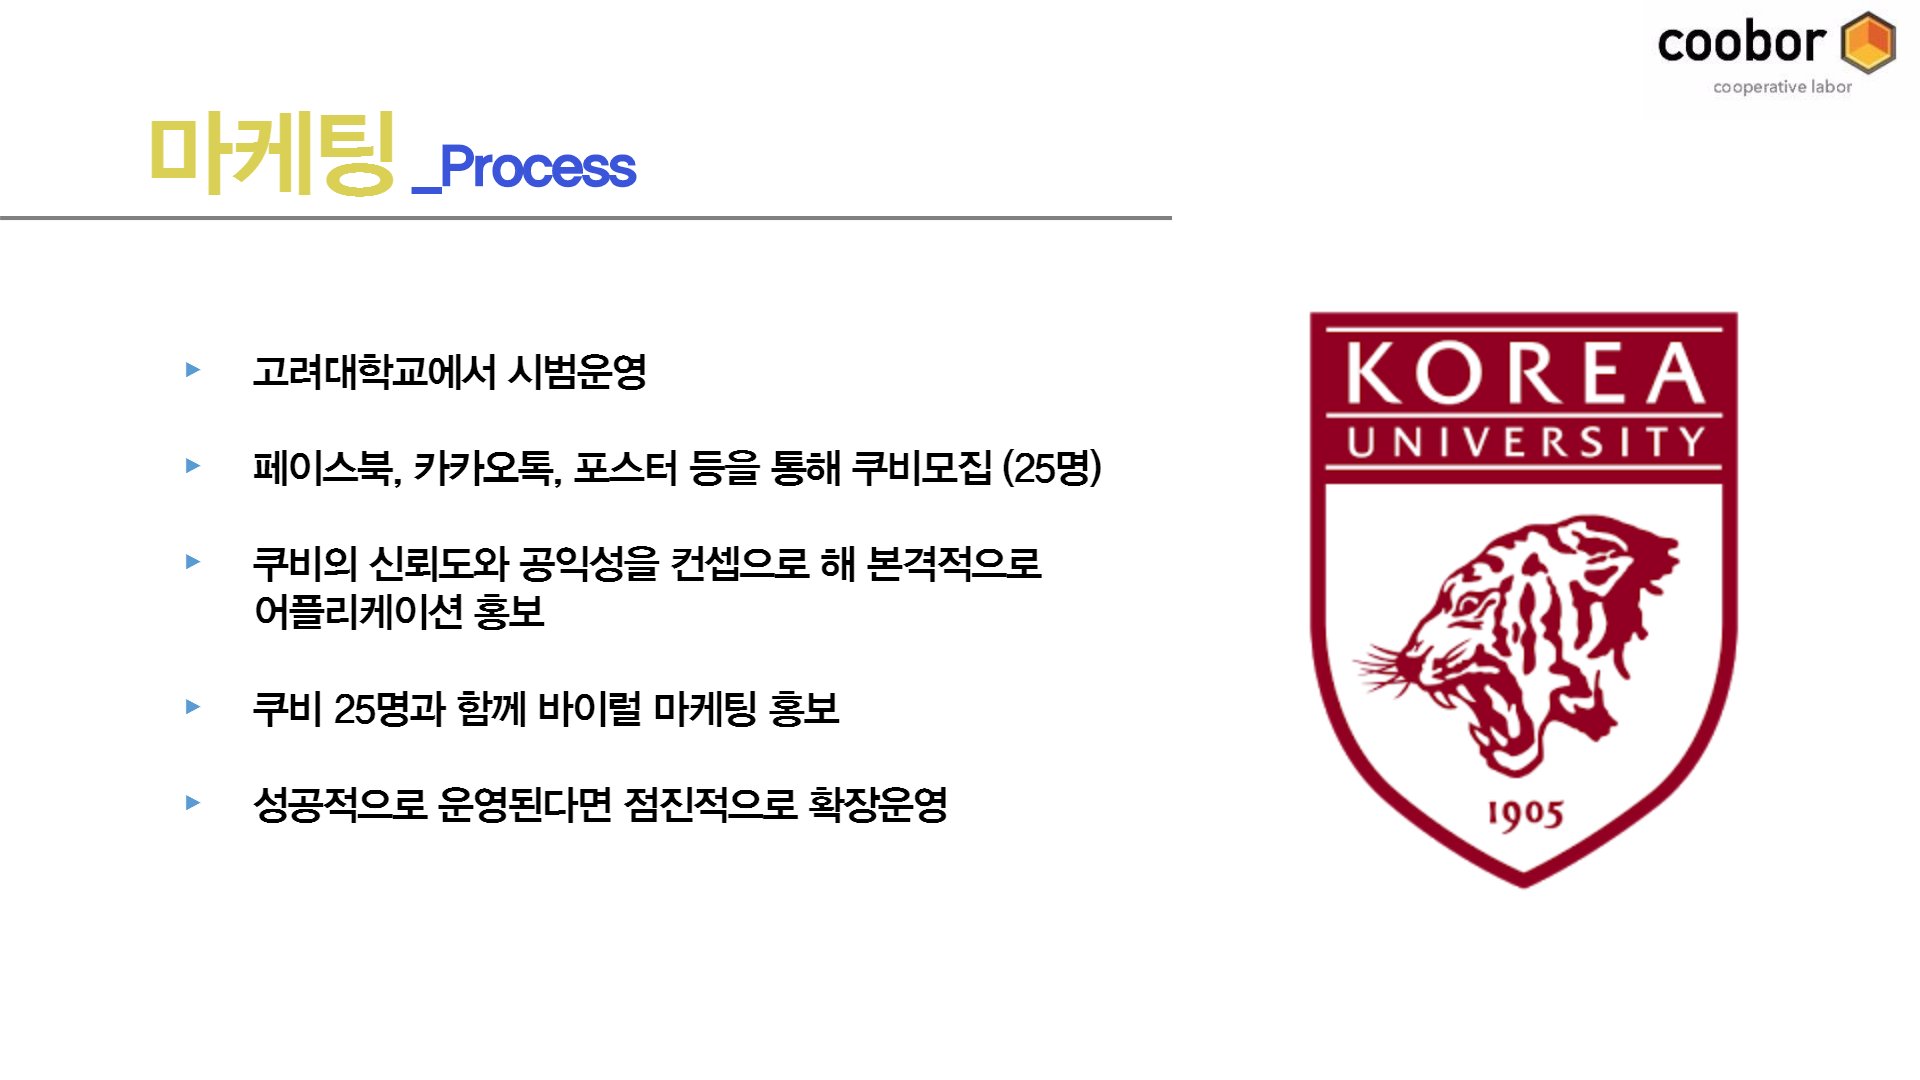 coobor
cooperative labor
마케팅 _Process
▸ 고려대학교에서 시범운영
▸ 페이스북, 카카오톡, 포스터 등을 통해 쿠비모집 (25명)
▸ 쿠비의 신뢰도와 공익성을 컨셉으로 해 본격적으로
어플리케이션 홍보
▸ 쿠비 25명과 함께 바이럴 마케팅 홍보
▸ 성공적으로 운영된다면 점진적으로 확장운영
KOREA
UNIVERSITY
1905